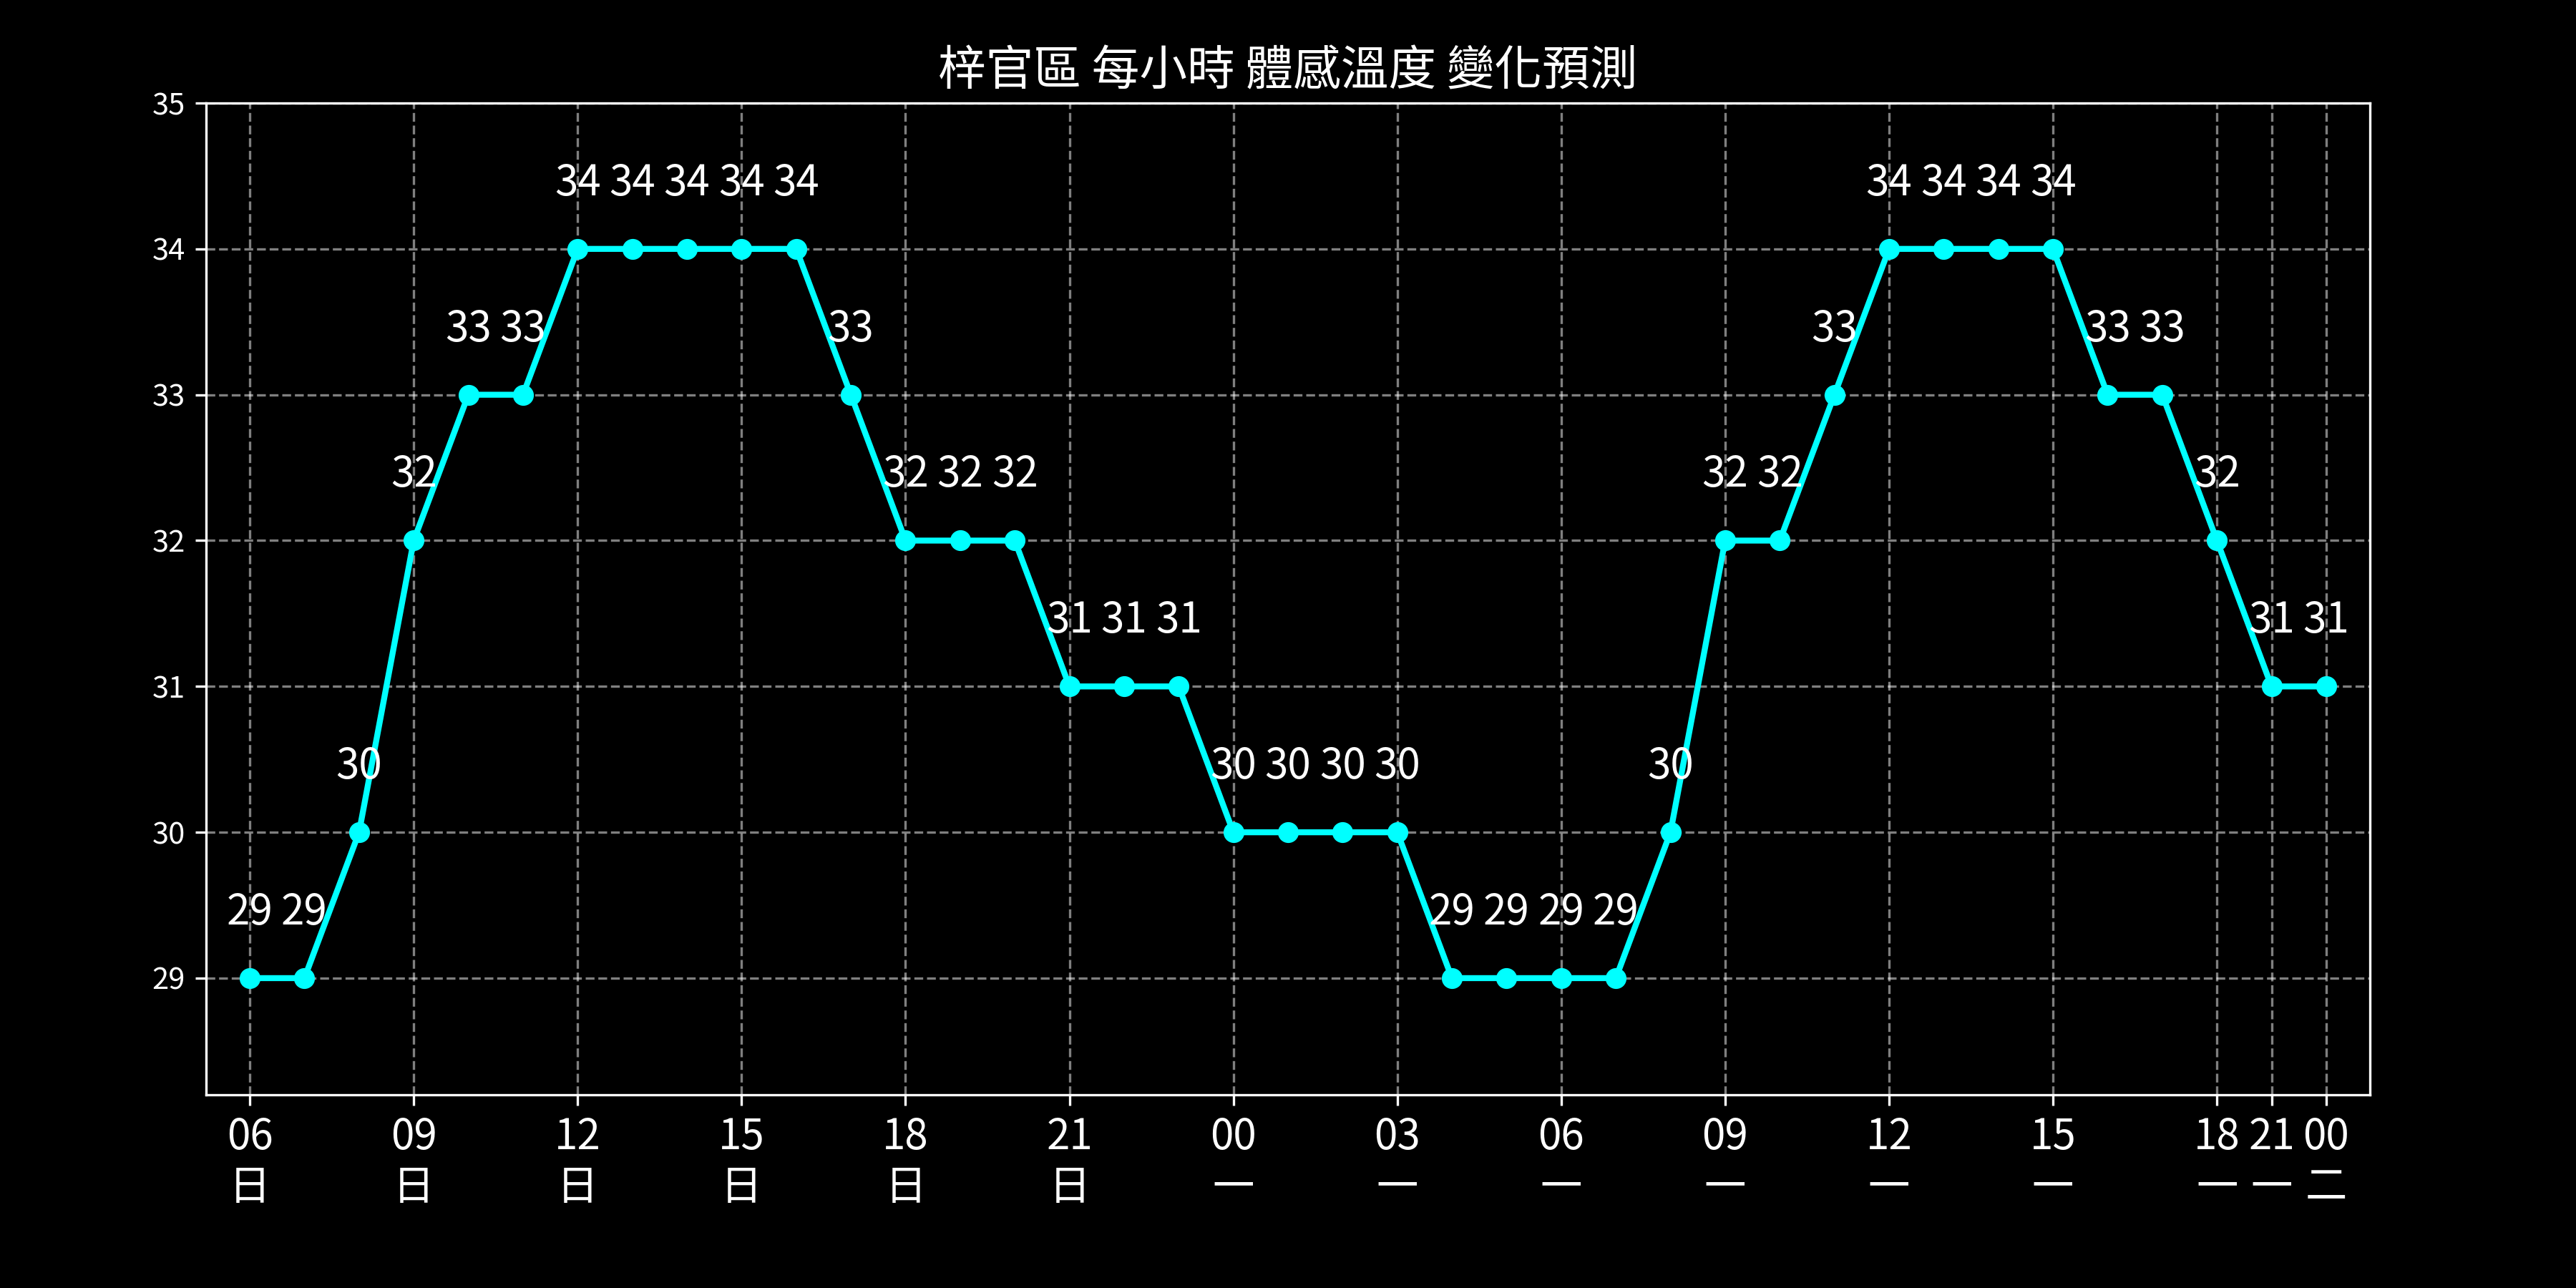 梓官區 每小時 體感溫度 變化預測
35
34 34 34 34 34 34 34 34 34
34
33 33 33 33 33 33
33
32 32 32 32 32 32 32
32
31 31 31 31 31
31
30 30 30 30 30 30
30
29 29 29 29 29 29
29
06 09 12 15 18 21 00 03 06 09 12 15 18 21 00
日 日 日 日 日 日 一 一 一 一 一 一 一 一 二